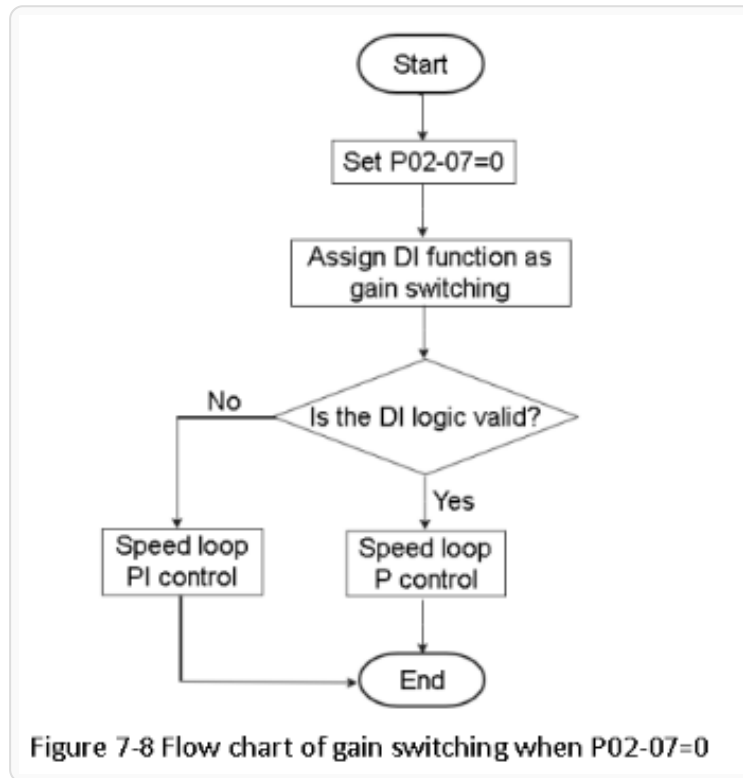 Start
Set P02-07=0
Assign DI function as
gain switching
Is the DI logic valid?
No
Yes
Speed loop
PI control
Speed loop
P control
End
Figure 7-8 Flow chart of gain switching when P02-07=0